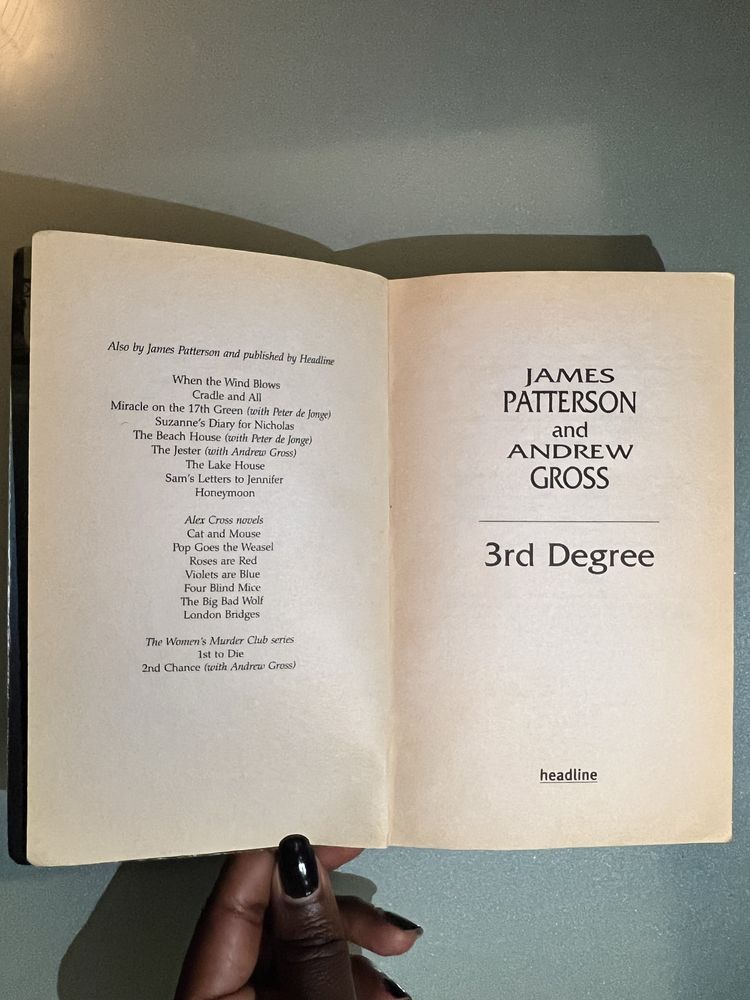 Also by James Patterson and published by Headline
When the Wind Blows
Cradle and All
Miracle on the 17th Green (with Peter de Jonge)
Suzanne's Diary for Nicholas
The Beach House (with Peter de Jonge)
The Jester (with Andrew Gross)
The Lake House
Sam's Letters to Jennifer
Honeymoon
Alex Cross novels
Cat and Mouse
Pop Goes the Weasel
Roses are Red
Violets are Blue
Four Blind Mice
The Big Bad Wolf
London Bridges
The Women's Murder Club series
1st to Die
2nd Chance (with Andrew Gross)
JAMES
PATTERSON
and
ANDREW
GROSS
3rd Degree
headline